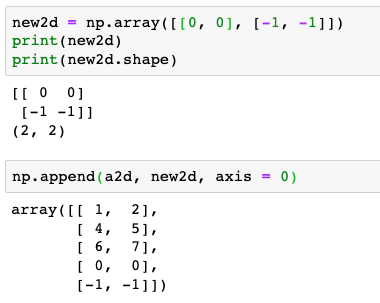 new2d = np.array([[0, 0], [-1, -1]])
print(new2d)
print(new2d.shape)
[[ 0  0]
 [-1 -1]]
(2, 2)
np.append(a2d, new2d, axis = 0)
array([[ 1,  2],
       [ 4,  5],
       [ 6,  7],
       [ 0,  0],
       [-1, -1]])